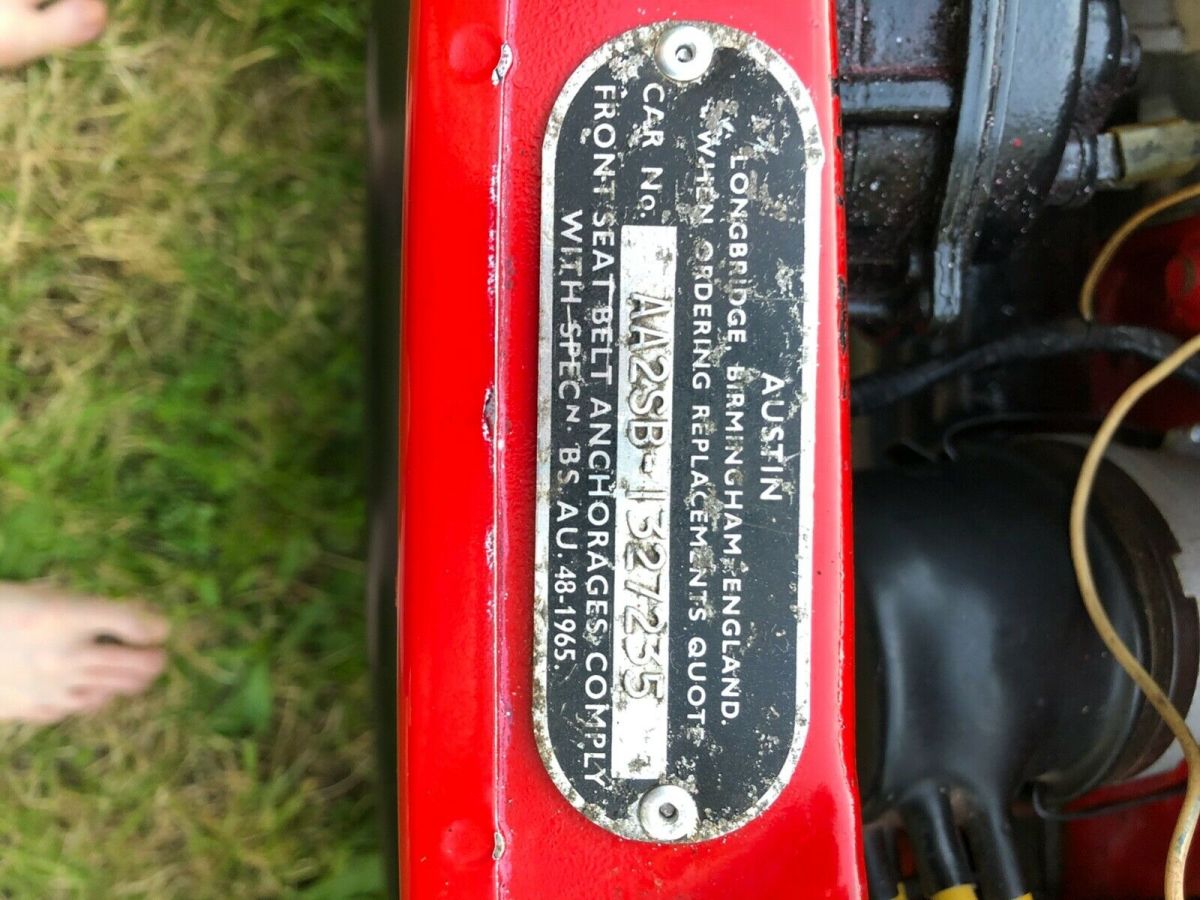 AUSTIN
LONGBRIDGE, BIRMINGHAM, ENGLAND.
WHEN ORDERING REPLACEMENTS QUOTE
CAR No. AA2SB-1327235
FRONT SEAT BELT ANCHORAGES, COMPLY
WITH SPECN. BS. AU. 48-1965.